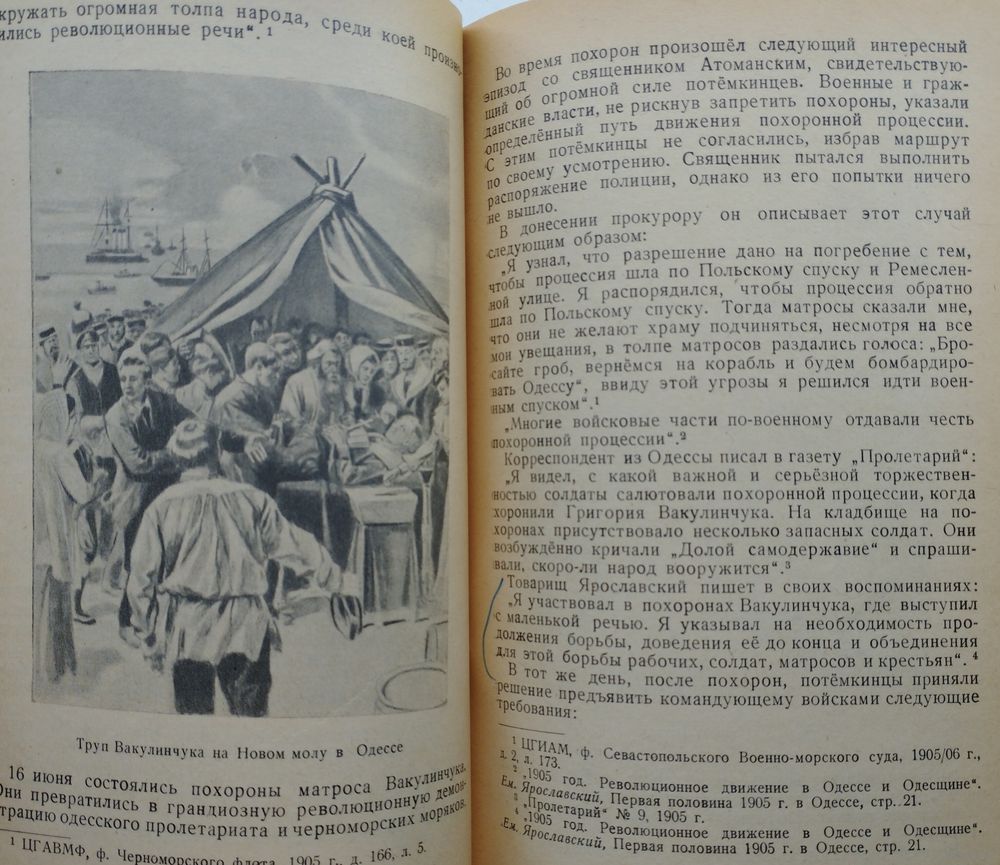 кружать огромная толпа народа, среди коей произно-
ились революционные речи“.¹
Труп Вакулинчука на Новом молу в Одессе
16 июня состоялись похороны матроса Вакулинчука.
Они превратились в грандиозную революционную демон-
трацию одесского пролетариата и черноморских моряков.
¹ ЦГАВМФ, ф. Черноморского флота, 1905 г., д. 166, л. 5.
Во время похорон произошёл следующий интересный
эпизод со священником Атоманским, свидетельствую-
щий об огромной силе потёмкинцев. Военные и граж-
данские власти, не рискнув запретить похороны, указали
определённый путь движения похоронной процессии.
С этим потёмкинцы не согласились, избрав маршрут
по своему усмотрению. Священник пытался выполнить
распоряжение полиции, однако из его попытки ничего
не вышло.
В донесении прокурору он описывает этот случай
следующим образом:
„Я узнал, что разрешение дано на погребение с тем,
чтобы процессия шла по Польскому спуску и Ремеслен-
ной улице. Я распорядился, чтобы процессия обратно
шла по Польскому спуску. Тогда матросы сказали мне,
что они не желают храму подчиняться, несмотря на все
мои увещания, в толпе матросов раздались голоса: „Бро-
сайте гроб, вернёмся на корабль и будем бомбардиро-
вать Одессу“, ввиду этой угрозы я решился идти воен-
ным спуском“.¹
„Многие войсковые части по-военному отдавали честь
похоронной процессии“.²
Корреспондент из Одессы писал в газету „Пролетарий“:
„Я видел, с какой важной и серьёзной торжествен-
ностью солдаты салютовали похоронной процессии, когда
хоронили Григория Вакулинчука. На кладбище на по-
хоронах присутствовало несколько запасных солдат. Они
возбуждённо кричали „Долой самодержавие“ и спраши-
вали, скоро-ли народ вооружится“.³
Товарищ Ярославский пишет в своих воспоминаниях:
„Я участвовал в похоронах Вакулинчука, где выступил
с маленькой речью. Я указывал на необходимость про-
должения борьбы, доведения её до конца и объединения
для этой борьбы рабочих, солдат, матросов и крестьян“. ⁴
В тот же день, после похорон, потёмкинцы приняли
решение предъявить командующему войсками следующие
требования:
¹ ЦГИАМ, ф. Севастопольского Военно-морского суда, 1905/06 г.,
д. 2, л. 173.
² „1905 год. Революционное движение в Одессе и Одесщине“.
Ем. Ярославский, Первая половина 1905 г. в Одессе, стр. 21.
³ „Пролетарий“ № 9, 1905 г.
⁴ „1905 год. Революционное движение в Одессе и Одесщине“.
Ем. Ярославский, Первая половина 1905 г. в Одессе, стр. 21.